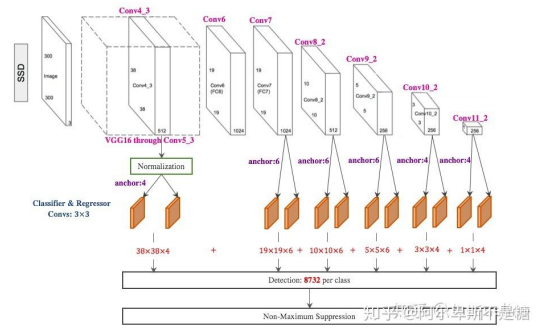 Conv4_3
Conv6
Conv7
Conv8_2
Conv9_2
Conv10_2
Conv11_2
SSD
300
Image
300
3
38
Conv4_3
38
512
19
Conv6
(FC6)
19
1024
19
Conv7
(FC7)
19
1024
10
Conv8_2
10
512
5
Conv9_2
5
256
3
Conv10_2
3
256
256
VGG16 through Conv5_3
Normalization
anchor:4
anchor:6
anchor:6
anchor:6
anchor:4
anchor:4
Classifier & Regressor
Convs: 3×3
38×38×4 + 19×19×6 + 10×10×6 + 5×5×6 + 3×3×4 + 1×1×4
Detection: 8732 per class
Non-Maximum Suppression